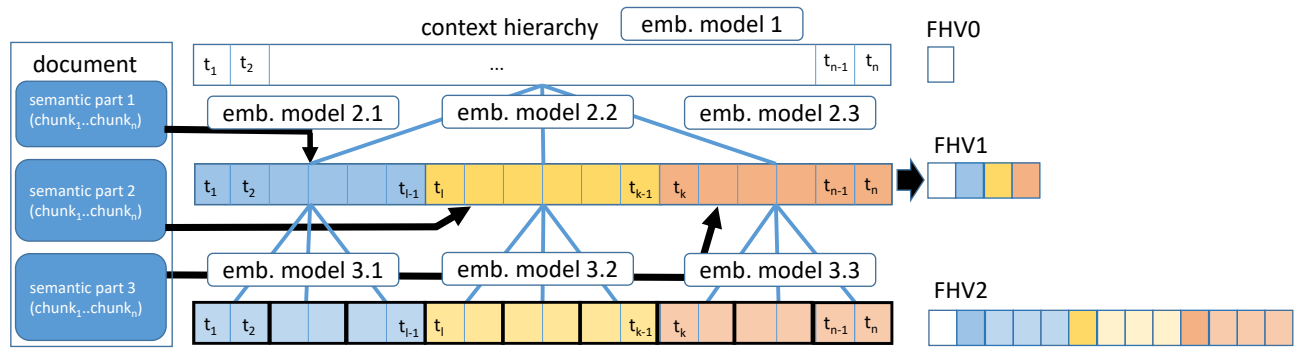 context hierarchy
emb. model 1
FHV0
document
t1 t2 ... tn-1 tn
semantic part 1
(chunk1..chunkn)
emb. model 2.1
emb. model 2.2
emb. model 2.3
FHV1
t1 t2 tl-1 tl tk-1 tk tn-1 tn
semantic part 2
(chunk1..chunkn)
emb. model 3.1
emb. model 3.2
emb. model 3.3
semantic part 3
(chunk1..chunkn)
FHV2
t1 t2 tl-1 tl tk-1 tk tn-1 tn